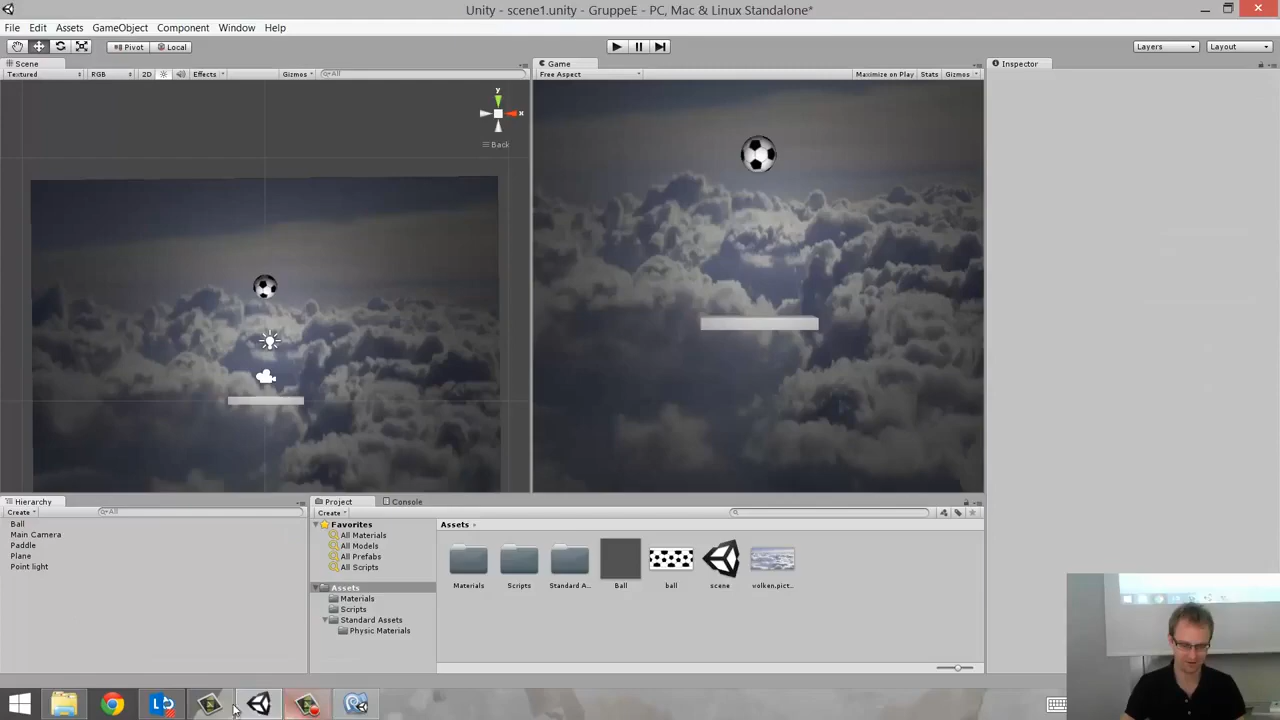 Unity - scene1.unity - GruppeE - PC, Mac & Linux Standalone*
File Edit Assets GameObject Component Window Help
Pivot Local Layers Layout
Scene Game Inspector
Textured RGB 2D Effects Gizmos All Free Aspect Maximize on Play Stats Gizmos
y
x
Back
Hierarchy Project Console
Create All Create
Ball Favorites Assets
Main Camera All Materials
Paddle All Models
Plane All Prefabs
Point light All Scripts
Materials Scripts Standard A... Ball ball scene volken.pict...
Assets
Materials
Scripts
Standard Assets
Physic Materials